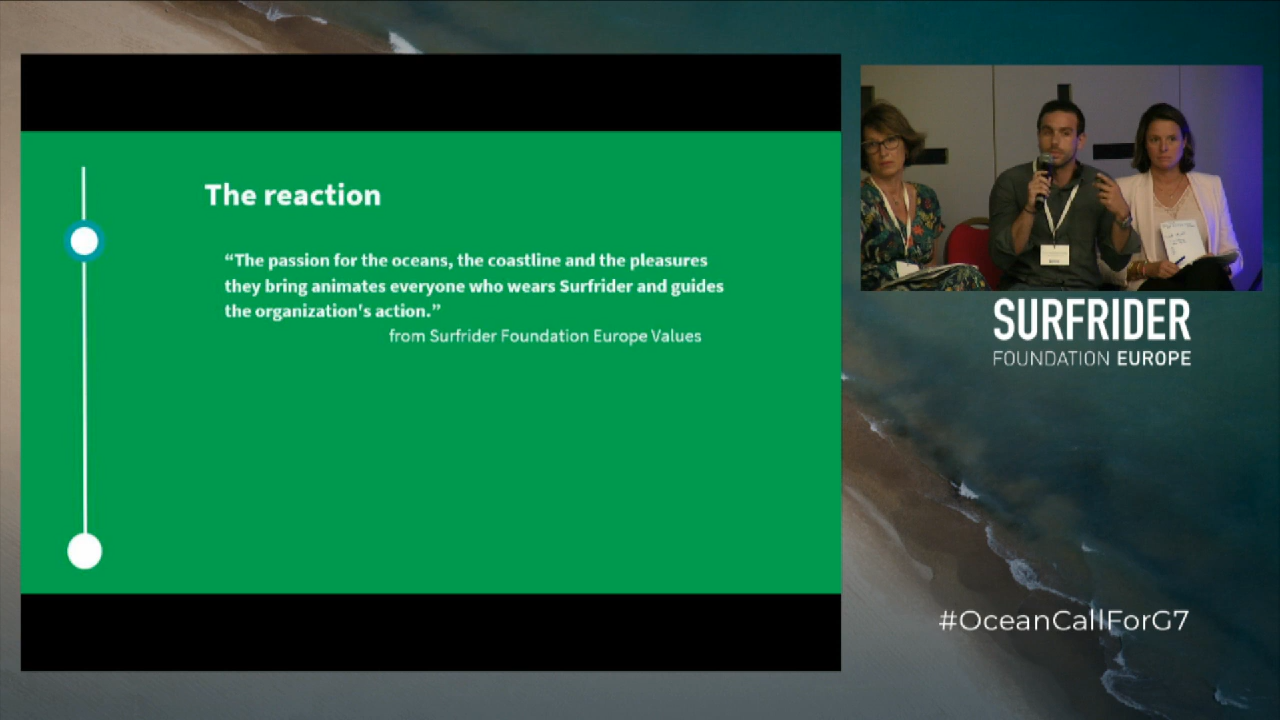 The reaction
“The passion for the oceans, the coastline and the pleasures
they bring animates everyone who wears Surfrider and guides
the organization's action.”
from Surfrider Foundation Europe Values
SURFRIDER
FOUNDATION EUROPE
#OceanCallForG7